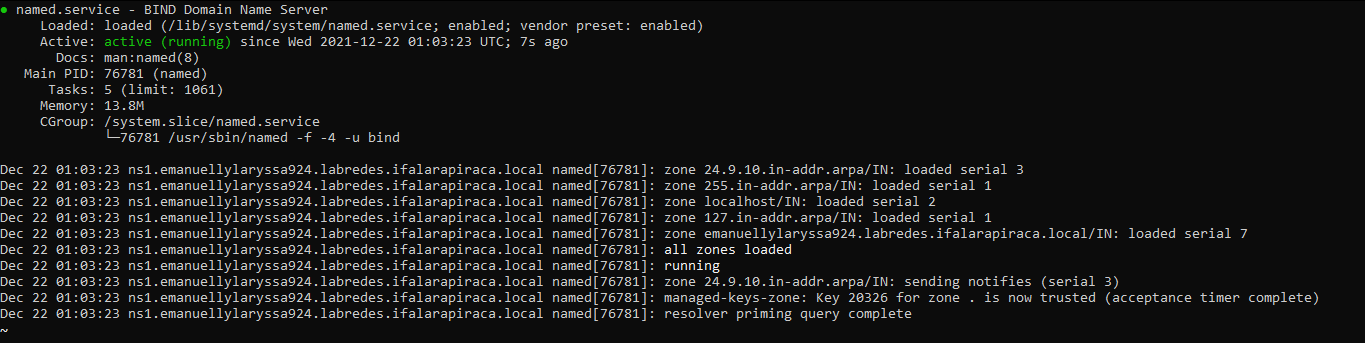 ● named.service - BIND Domain Name Server
     Loaded: loaded (/lib/systemd/system/named.service; enabled; vendor preset: enabled)
     Active: active (running) since Wed 2021-12-22 01:03:23 UTC; 7s ago
       Docs: man:named(8)
   Main PID: 76781 (named)
      Tasks: 5 (limit: 1061)
     Memory: 13.8M
     CGroup: /system.slice/named.service
             └─76781 /usr/sbin/named -f -4 -u bind
Dec 22 01:03:23 ns1.emanuellylaryssa924.labredes.ifalarapiraca.local named[76781]: zone 24.9.10.in-addr.arpa/IN: loaded serial 3
Dec 22 01:03:23 ns1.emanuellylaryssa924.labredes.ifalarapiraca.local named[76781]: zone 255.in-addr.arpa/IN: loaded serial 1
Dec 22 01:03:23 ns1.emanuellylaryssa924.labredes.ifalarapiraca.local named[76781]: zone localhost/IN: loaded serial 2
Dec 22 01:03:23 ns1.emanuellylaryssa924.labredes.ifalarapiraca.local named[76781]: zone 127.in-addr.arpa/IN: loaded serial 1
Dec 22 01:03:23 ns1.emanuellylaryssa924.labredes.ifalarapiraca.local named[76781]: zone emanuellylaryssa924.labredes.ifalarapiraca.local/IN: loaded serial 7
Dec 22 01:03:23 ns1.emanuellylaryssa924.labredes.ifalarapiraca.local named[76781]: all zones loaded
Dec 22 01:03:23 ns1.emanuellylaryssa924.labredes.ifalarapiraca.local named[76781]: running
Dec 22 01:03:23 ns1.emanuellylaryssa924.labredes.ifalarapiraca.local named[76781]: zone 24.9.10.in-addr.arpa/IN: sending notifies (serial 3)
Dec 22 01:03:23 ns1.emanuellylaryssa924.labredes.ifalarapiraca.local named[76781]: managed-keys-zone: Key 20326 for zone . is now trusted (acceptance timer complete)
Dec 22 01:03:23 ns1.emanuellylaryssa924.labredes.ifalarapiraca.local named[76781]: resolver priming query complete
~